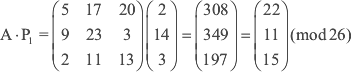 A · P₁ = ( 5 17 20 ) ( 2 ) = ( 308 ) = ( 22 ) (mod 26)
( 9 23 3 ) ( 14 ) ( 349 ) ( 11 )
( 2 11 13 ) ( 3 ) ( 197 ) ( 15 )